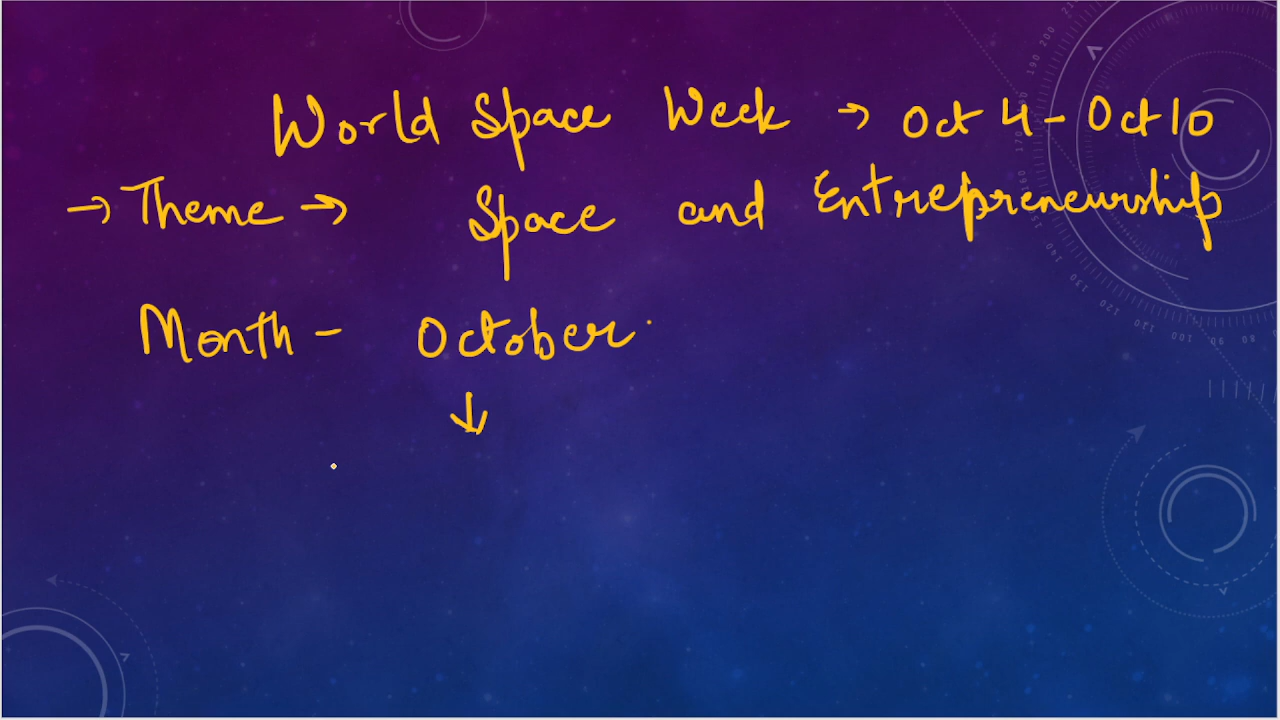 World Space Week → Oct 4 - Oct 10
→ Theme → Space and Entrepreneurship
Month - October.
↓